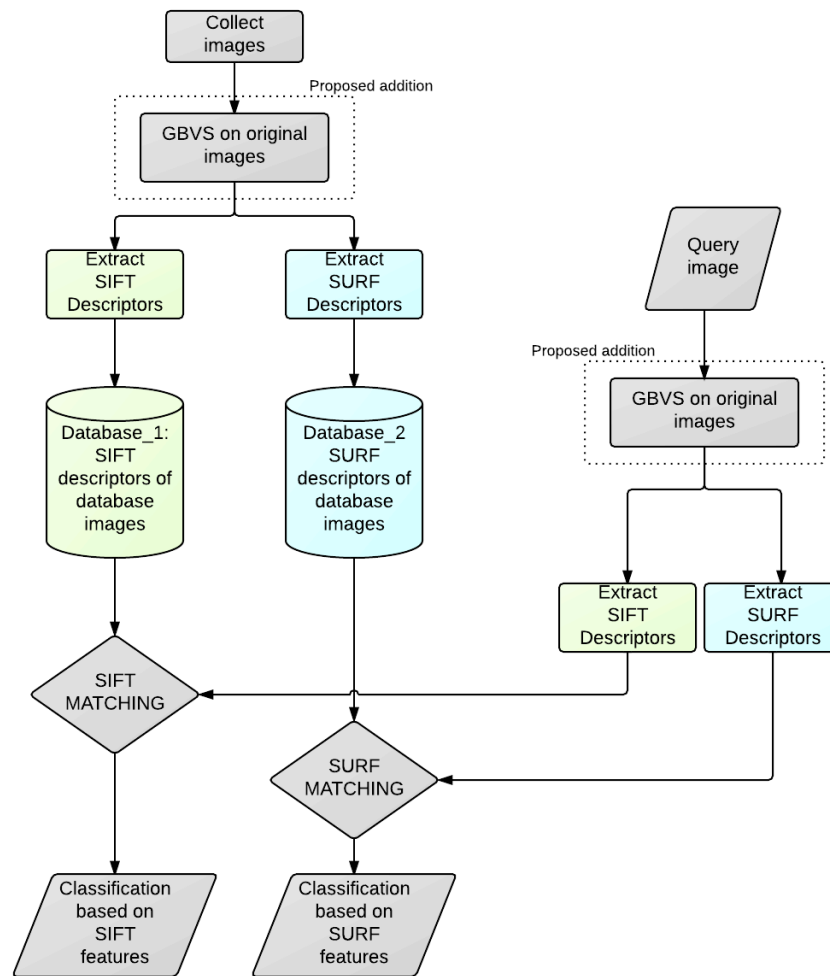 Collect
images
Proposed addition
GBVS on original
images
Extract
SIFT
Descriptors
Extract
SURF
Descriptors
Query
image
Proposed addition
GBVS on original
images
Database_1:
SIFT
descriptors of
database
images
Database_2
SURF
descriptors of
database
images
Extract
SIFT
Descriptors
Extract
SURF
Descriptors
SIFT
MATCHING
SURF
MATCHING
Classification
based on
SIFT
features
Classification
based on
SURF
features